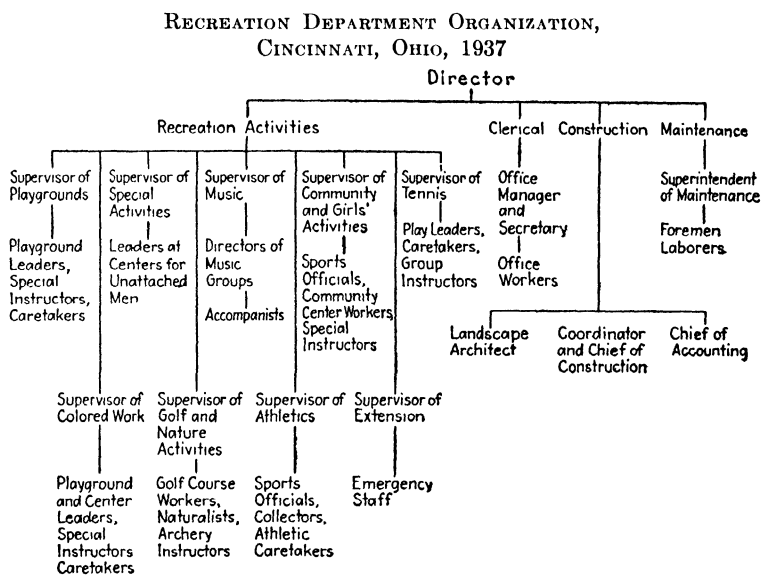 RECREATION DEPARTMENT ORGANIZATION,
CINCINNATI, OHIO, 1937
Director
Recreation Activities
Clerical
Construction
Maintenance
Supervisor of
Playgrounds
Playground
Leaders,
Special
Instructors,
Caretakers
Supervisor of
Special
Activities
Leaders at
Centers for
Unattached
Men
Supervisor of
Music
Directors of
Music
Groups
Accompanists
Supervisor of
Community
and Girls'
Activities
Sports
Officials,
Community
Center Workers,
Special
Instructors
Supervisor of
Tennis
Play Leaders,
Caretakers,
Group
Instructors
Office
Manager
and
Secretary
Office
Workers
Superintendent
of Maintenance
Foremen
Laborers
Landscape
Architect
Coordinator
and Chief of
Construction
Chief of
Accounting
Supervisor of
Colored Work
Playground
and Center
Leaders,
Special
Instructors
Caretakers
Supervisor of
Golf and
Nature
Activities
Golf Course
Workers,
Naturalists,
Archery
Instructors
Supervisor of
Athletics
Sports
Officials,
Collectors,
Athletic
Caretakers
Supervisor of
Extension
Emergency
Staff